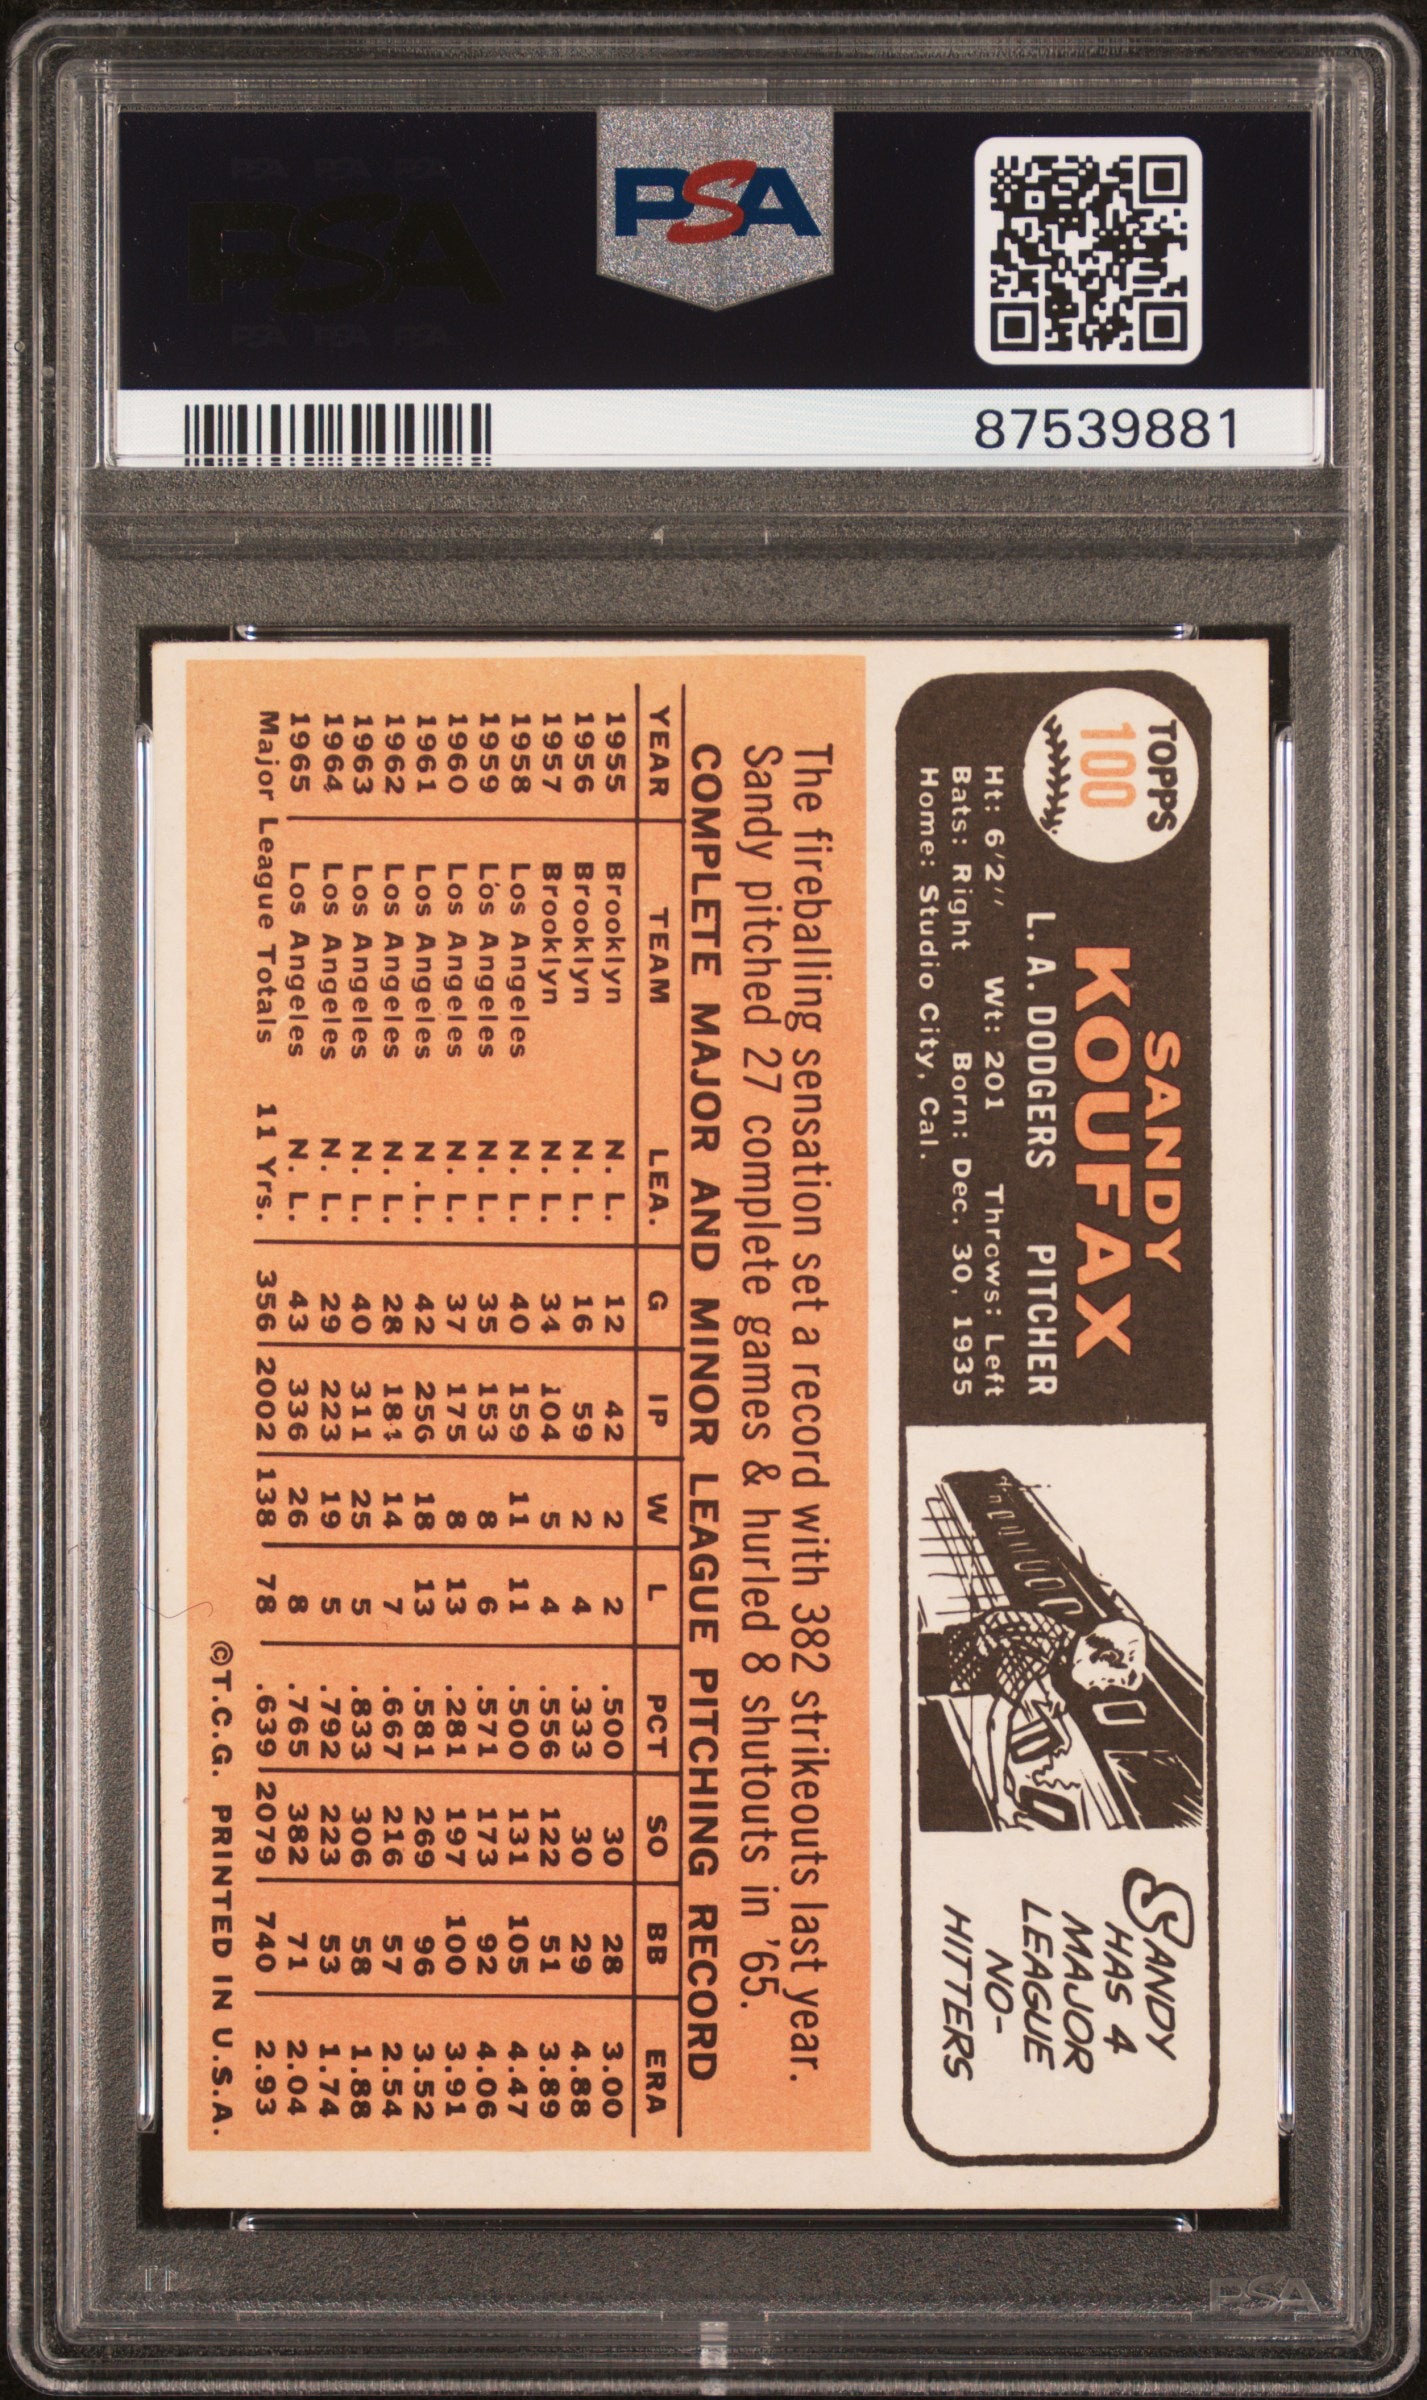 PSA PSA PSA
PSA
PSA PSA PSA
PSA
87539881
TOPPS
100
SANDY
KOUFAX
L. A. DODGERS PITCHER
Ht: 6'2'' Wt: 201 Throws: Left
Bats: Right Born: Dec. 30, 1935
Home: Studio City, Cal.
SANDY
HAS 4
MAJOR
LEAGUE
NO-
HITTERS
The fireballing sensation set a record with 382 strikeouts last year.
Sandy pitched 27 complete games & hurled 8 shutouts in '65.
COMPLETE MAJOR AND MINOR LEAGUE PITCHING RECORD
YEAR TEAM LEA. G IP W L PCT SO BB ERA
1955 Brooklyn N. L. 12 42 2 2 .500 30 28 3.00
1956 Brooklyn N. L. 16 59 2 4 .333 30 29 4.88
1957 Brooklyn N. L. 34 104 5 4 .556 122 51 3.89
1958 Los Angeles N. L. 40 159 11 11 .500 131 105 4.47
1959 Los Angeles N. L. 35 153 8 6 .571 173 92 4.06
1960 Los Angeles N. L. 37 175 8 13 .281 197 100 3.91
1961 Los Angeles N. L. 42 256 18 13 .581 269 96 3.52
1962 Los Angeles N. L. 28 184 14 7 .667 216 57 2.54
1963 Los Angeles N. L. 40 311 25 5 .833 306 58 1.88
1964 Los Angeles N. L. 29 223 19 5 .792 223 53 1.74
1965 Los Angeles N. L. 43 336 26 8 .765 382 71 2.04
Major League Totals 11 Yrs. 356 2002 138 78 .639 2079 740 2.93
©T.C.G. PRINTED IN U.S.A.
PSA